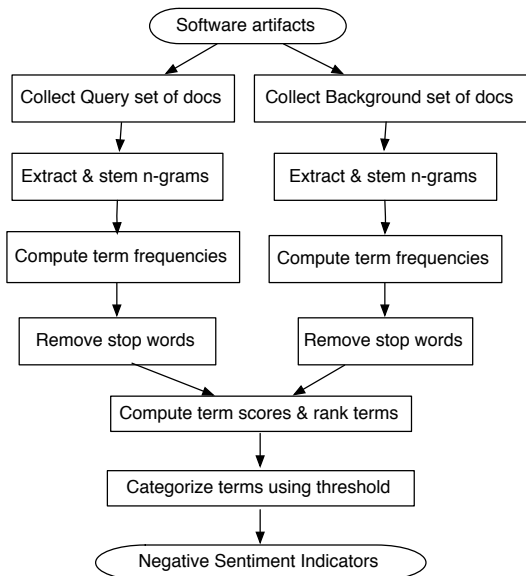 Software artifacts
Collect Query set of docs
Collect Background set of docs
Extract & stem n-grams
Extract & stem n-grams
Compute term frequencies
Compute term frequencies
Remove stop words
Remove stop words
Compute term scores & rank terms
Categorize terms using threshold
Negative Sentiment Indicators